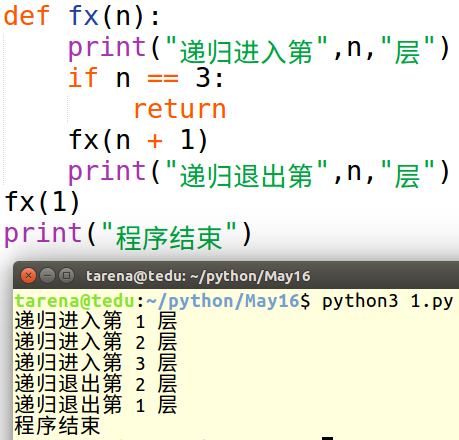 def fx(n):
    print("递归进入第",n,"层")
    if n == 3:
        return
    fx(n + 1)
    print("递归退出第",n,"层")
fx(1)
print("程序结束")
tarena@tedu: ~/python/May16
tarena@tedu:~/python/May16$ python3 1.py
递归进入第 1 层
递归进入第 2 层
递归进入第 3 层
递归退出第 2 层
递归退出第 1 层
程序结束